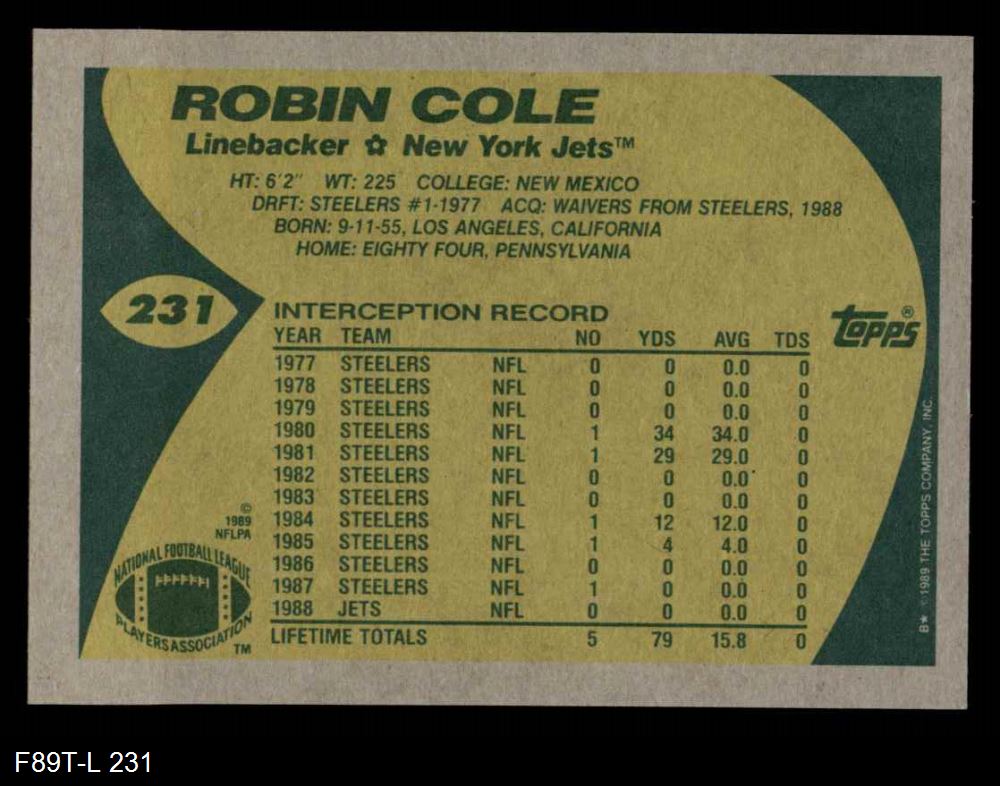 ROBIN COLE
Linebacker ✿ New York Jets™
HT: 6'2" WT: 225 COLLEGE: NEW MEXICO
DRFT: STEELERS #1-1977 ACQ: WAIVERS FROM STEELERS, 1988
BORN: 9-11-55, LOS ANGELES, CALIFORNIA
HOME: EIGHTY FOUR, PENNSYLVANIA
231
INTERCEPTION RECORD
topps®
YEAR TEAM NO YDS AVG TDS
1977 STEELERS NFL 0 0 0.0 0
1978 STEELERS NFL 0 0 0.0 0
1979 STEELERS NFL 0 0 0.0 0
1980 STEELERS NFL 1 34 34.0 0
1981 STEELERS NFL 1 29 29.0 0
1982 STEELERS NFL 0 0 0.0 0
1983 STEELERS NFL 0 0 0.0 0
1984 STEELERS NFL 1 12 12.0 0
1985 STEELERS NFL 1 4 4.0 0
1986 STEELERS NFL 0 0 0.0 0
1987 STEELERS NFL 1 0 0.0 0
1988 JETS NFL 0 0 0.0 0
LIFETIME TOTALS 5 79 15.8 0
©
1989
NFLPA
NATIONAL FOOTBALL LEAGUE
PLAYERS ASSOCIATION TM
B* ©1989 THE TOPPS COMPANY, INC.
F89T-L 231